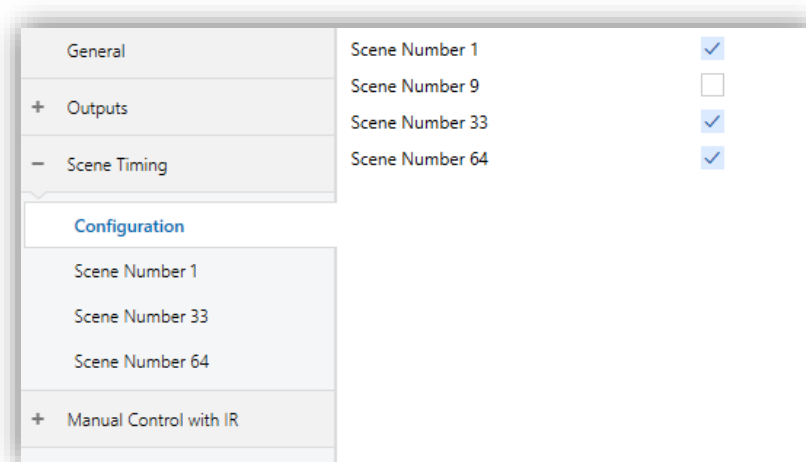 General
+ Outputs
− Scene Timing
Configuration
Scene Number 1
Scene Number 33
Scene Number 64
+ Manual Control with IR
Scene Number 1
Scene Number 9
Scene Number 33
Scene Number 64